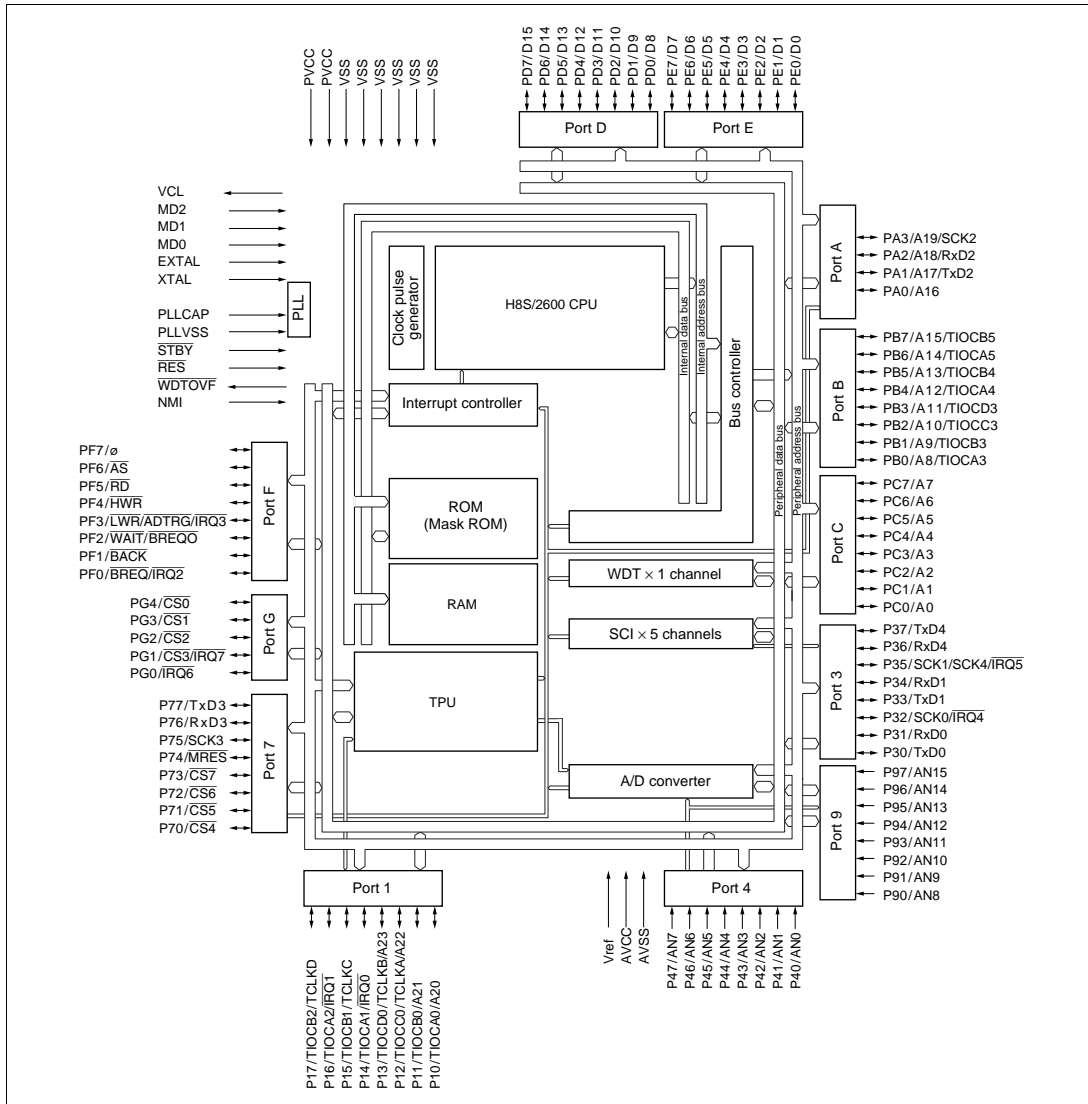 PVCC
PVCC
VSS
VSS
VSS
VSS
VSS
VSS
PD7/D15
PD6/D14
PD5/D13
PD4/D12
PD3/D11
PD2/D10
PD1/D9
PD0/D8
PE7/D7
PE6/D6
PE5/D5
PE4/D4
PE3/D3
PE2/D2
PE1/D1
PE0/D0
Port D
Port E
VCL
MD2
MD1
MD0
EXTAL
XTAL
PLLCAP
PLLVSS
STBY
RES
WDTOVF
NMI
PLL
Clock pulse
generator
H8S/2600 CPU
Internal data bus
Internal address bus
Bus controller
Peripheral data bus
Peripheral address bus
Interrupt controller
ROM
(Mask ROM)
RAM
TPU
WDT × 1 channel
SCI × 5 channels
A/D converter
Port A
PA3/A19/SCK2
PA2/A18/RxD2
PA1/A17/TxD2
PA0/A16
Port B
PB7/A15/TIOCB5
PB6/A14/TIOCA5
PB5/A13/TIOCB4
PB4/A12/TIOCA4
PB3/A11/TIOCD3
PB2/A10/TIOCC3
PB1/A9/TIOCB3
PB0/A8/TIOCA3
Port C
PC7/A7
PC6/A6
PC5/A5
PC4/A4
PC3/A3
PC2/A2
PC1/A1
PC0/A0
Port 3
P37/TxD4
P36/RxD4
P35/SCK1/SCK4/IRQ5
P34/RxD1
P33/TxD1
P32/SCK0/IRQ4
P31/RxD0
P30/TxD0
Port 9
P97/AN15
P96/AN14
P95/AN13
P94/AN12
P93/AN11
P92/AN10
P91/AN9
P90/AN8
PF7/ø
PF6/AS
PF5/RD
PF4/HWR
PF3/LWR/ADTRG/IRQ3
PF2/WAIT/BREQO
PF1/BACK
PF0/BREQ/IRQ2
Port F
PG4/CS0
PG3/CS1
PG2/CS2
PG1/CS3/IRQ7
PG0/IRQ6
Port G
P77/TxD3
P76/RxD3
P75/SCK3
P74/MRES
P73/CS7
P72/CS6
P71/CS5
P70/CS4
Port 7
Port 1
Port 4
P17/TIOCB2/TCLKD
P16/TIOCA2/IRQ1
P15/TIOCB1/TCLKC
P14/TIOCA1/IRQ0
P13/TIOCD0/TCLKB/A23
P12/TIOCC0/TCLKA/A22
P11/TIOCB0/A21
P10/TIOCA0/A20
Vref
AVCC
AVSS
P47/AN7
P46/AN6
P45/AN5
P44/AN4
P43/AN3
P42/AN2
P41/AN1
P40/AN0